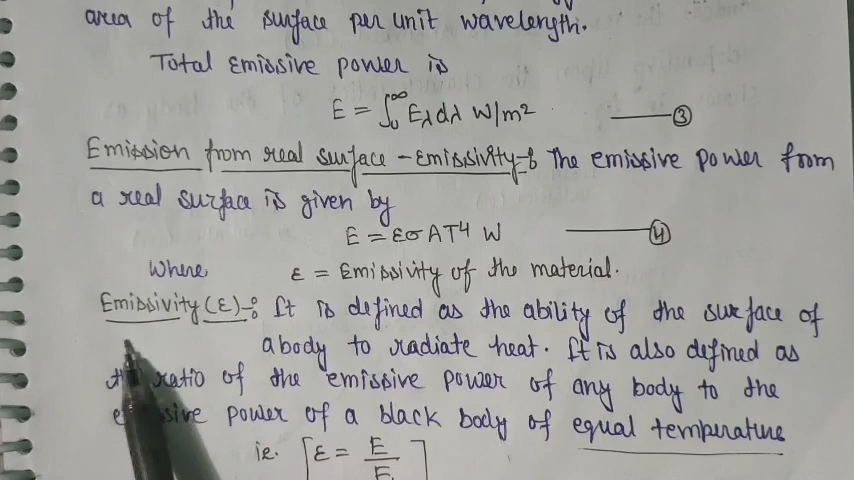 area of the surface per unit wavelength.
Total Emissive power is
E = ∫₀^∞ Eλdλ W/m² ——— ③
Emission from real surface - Emissivity :- The emissive power from
a real surface is given by
E = εσAT⁴ W ——— ④
Where, ε = Emissivity of the material.
Emissivity (ε) :- It is defined as the ability of the surface of
a body to radiate heat. It is also defined as
ratio of the emissive power of any body to the
power of a black body of equal temperature
ie. [ε = E/E